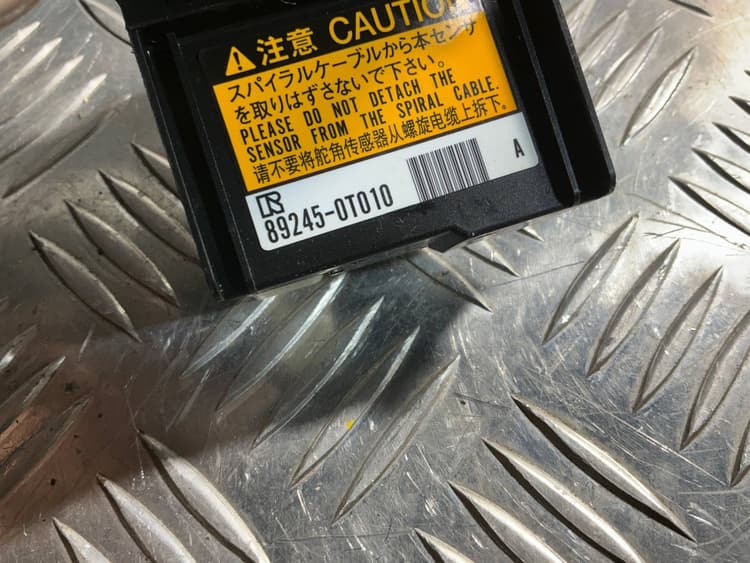 注意 CAUTION
スパイラルケーブルから本センサ
を取りはずさないで下さい。
PLEASE DO NOT DETACH THE
SENSOR FROM THE SPIRAL CABLE.
请不要将舵角传感器从螺旋电缆上拆下。
89245-0T010 A